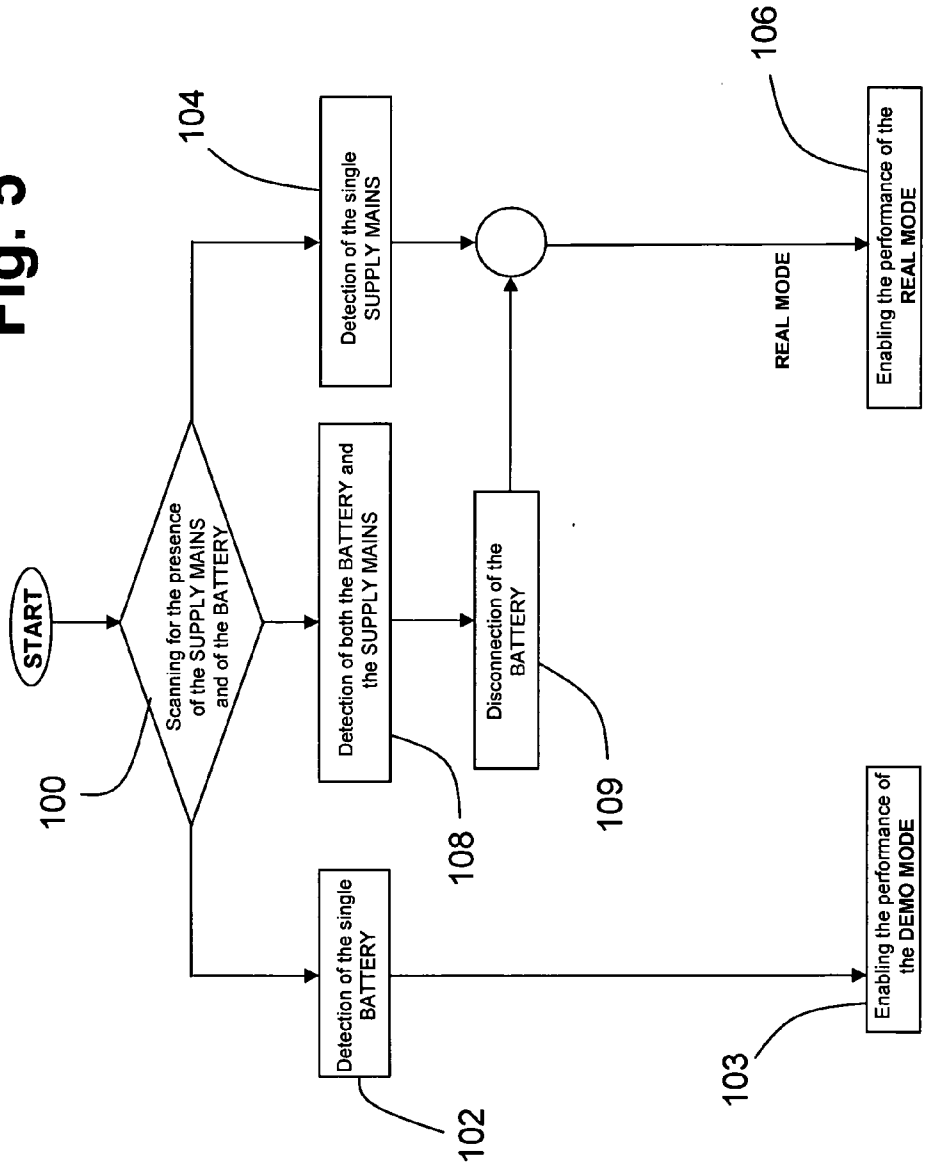 Fig. 5
START
100
Scanning for the presence
of the SUPPLY MAINS
and of the BATTERY
102
Detection of the single
BATTERY
108
Detection of both the BATTERY and
the SUPPLY MAINS
104
Detection of the single
SUPPLY MAINS
109
Disconnection of the
BATTERY
REAL MODE
103
Enabling the performance of
the DEMO MODE
106
Enabling the performance of the
REAL MODE